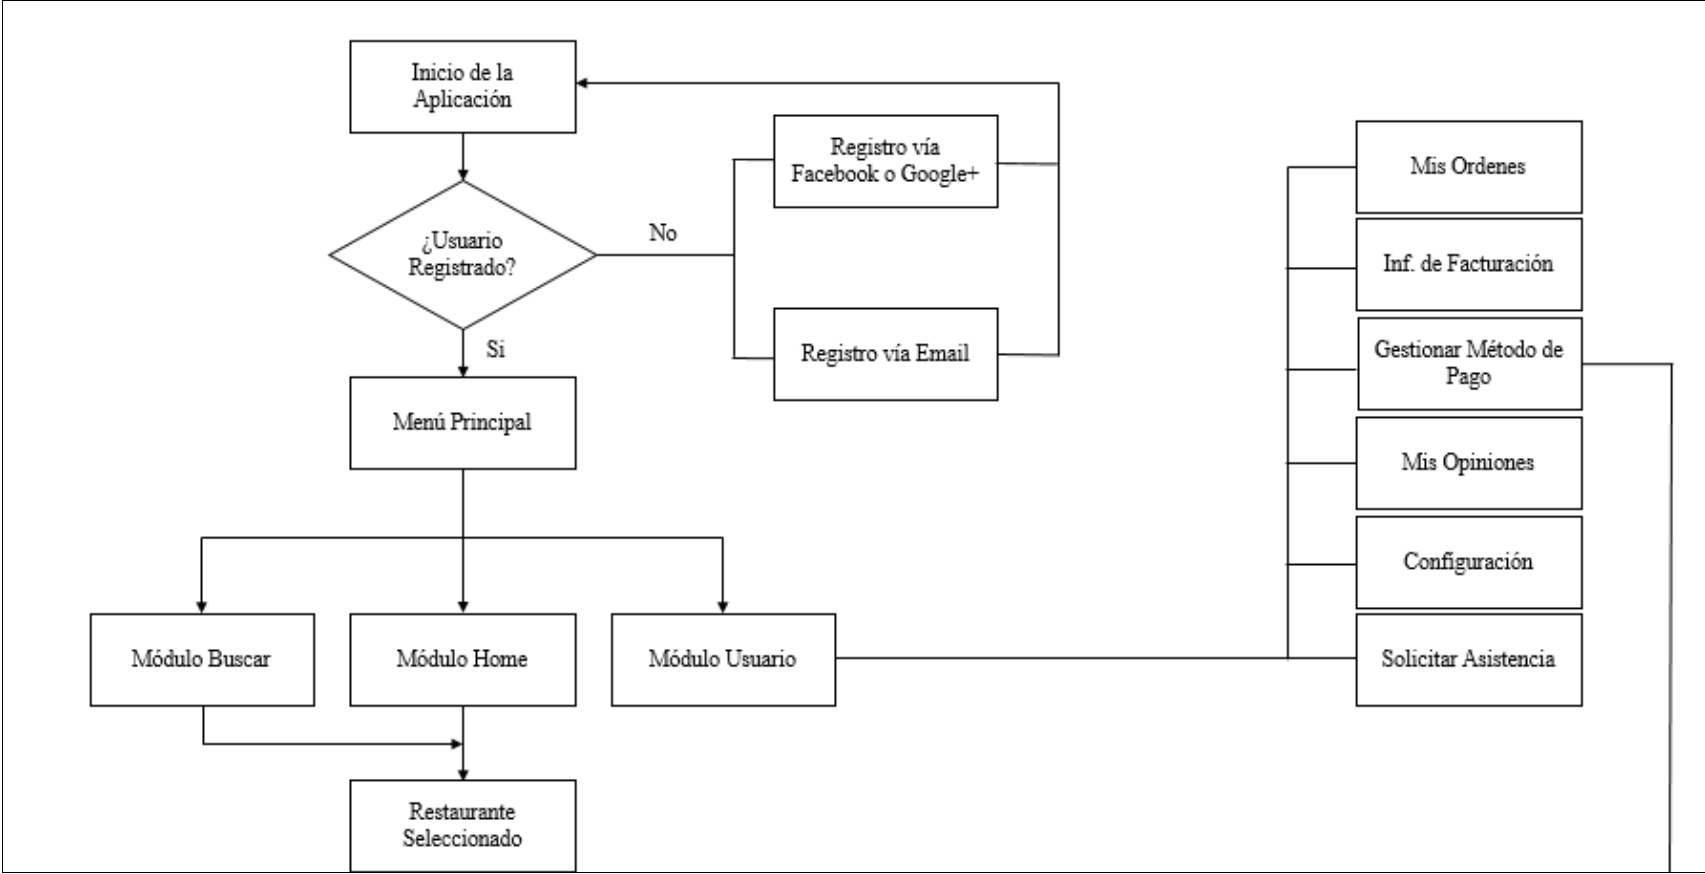 Inicio de la
Aplicación
¿Usuario
Registrado?
No
Si
Registro vía
Facebook o Google+
Registro vía Email
Menú Principal
Módulo Buscar
Módulo Home
Módulo Usuario
Restaurante
Seleccionado
Mis Ordenes
Inf. de Facturación
Gestionar Método de
Pago
Mis Opiniones
Configuración
Solicitar Asistencia